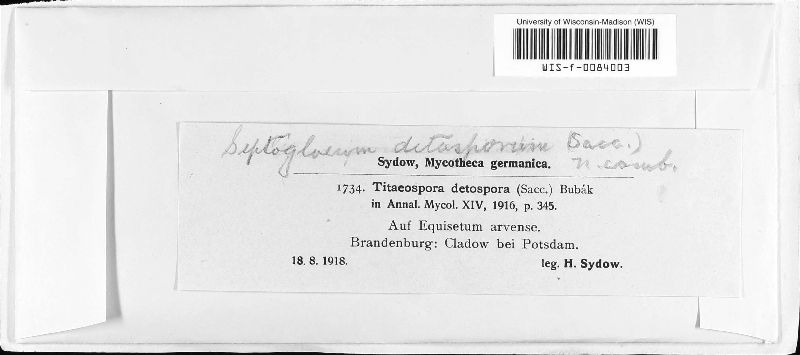 University of Wisconsin-Madison (WIS)
WIS-f-0084003
Septogloeum detosporum (Sacc.)
n. comb.
Sydow, Mycotheca germanica.
1734. Titaeospora detospora (Sacc.) Bubák
in Annal. Mycol. XIV, 1916, p. 345.
Auf Equisetum arvense.
Brandenburg: Cladow bei Potsdam.
18. 8. 1918. leg. H. Sydow.